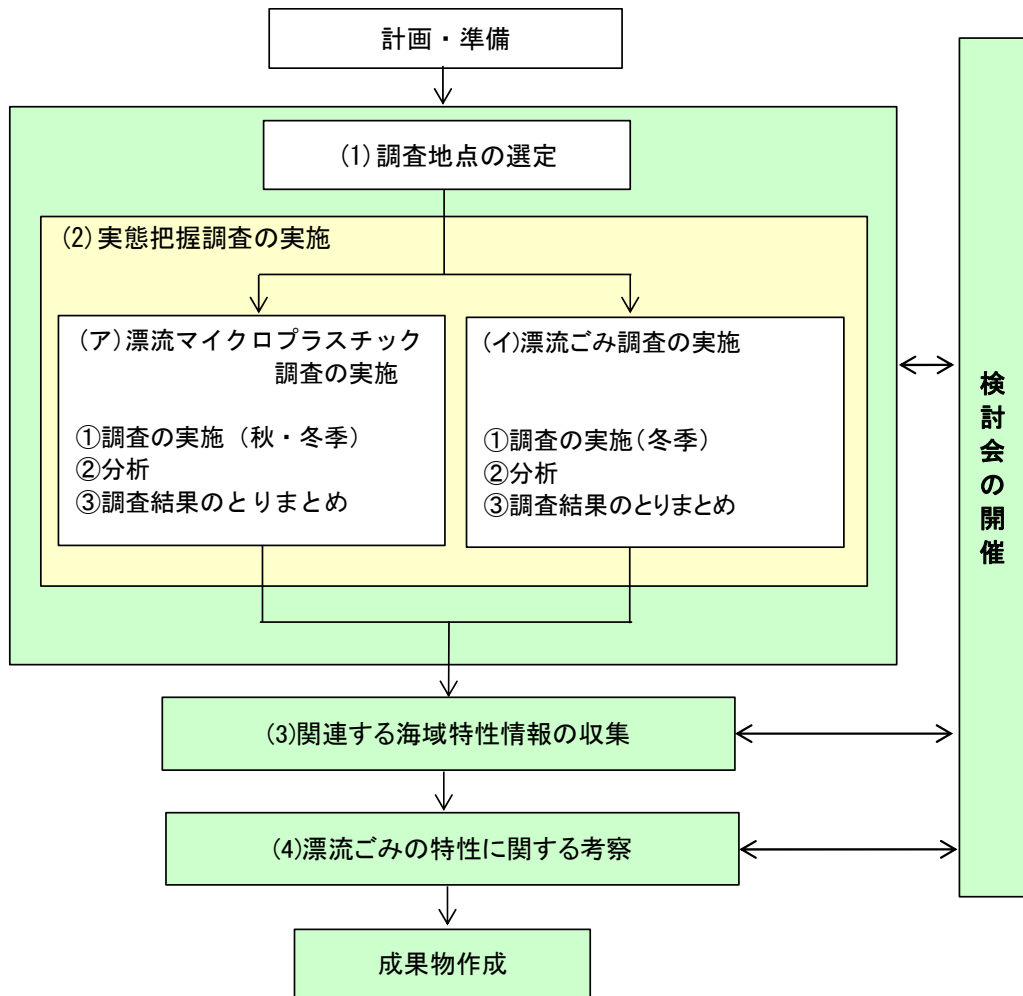 計画・準備
(1)調査地点の選定
(2)実態把握調査の実施
(ア)漂流マイクロプラスチック
調査の実施
①調査の実施（秋・冬季）
②分析
③調査結果のとりまとめ
(イ)漂流ごみ調査の実施
①調査の実施（冬季）
②分析
③調査結果のとりまとめ
(3)関連する海域特性情報の収集
(4)漂流ごみの特性に関する考察
成果物作成
検討会の開催